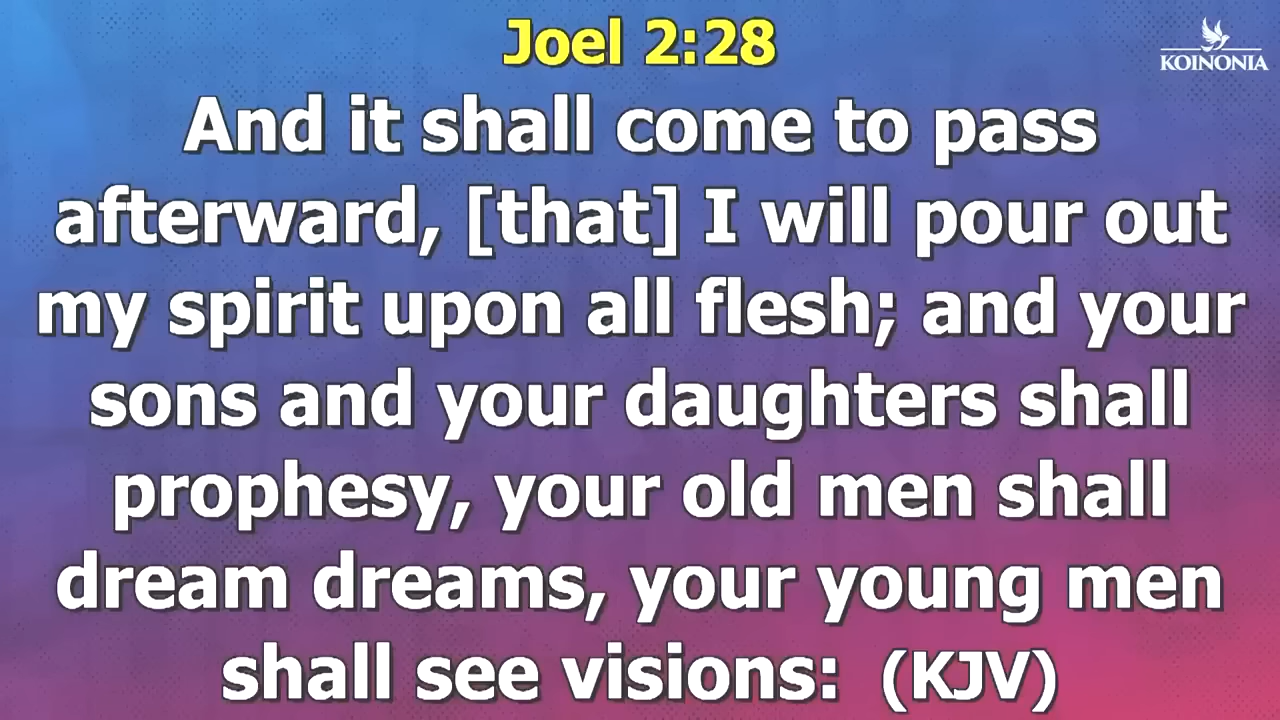 Joel 2:28
KOINONIA
And it shall come to pass
afterward, [that] I will pour out
my spirit upon all flesh; and your
sons and your daughters shall
prophesy, your old men shall
dream dreams, your young men
shall see visions: (KJV)